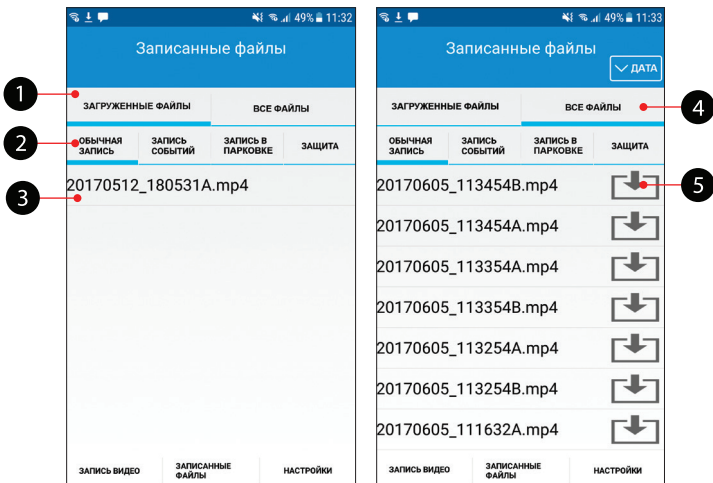 49% 11:32
Записанные файлы
1
ЗАГРУЖЕННЫЕ ФАЙЛЫ
ВСЕ ФАЙЛЫ
2
ОБЫЧНАЯ
ЗАПИСЬ
ЗАПИСЬ
СОБЫТИЙ
ЗАПИСЬ В
ПАРКОВКЕ
ЗАЩИТА
20170512_180531A.mp4
3
ЗАПИСЬ ВИДЕО
ЗАПИСАННЫЕ
ФАЙЛЫ
НАСТРОЙКИ
49% 11:33
Записанные файлы
ДАТА
ЗАГРУЖЕННЫЕ ФАЙЛЫ
ВСЕ ФАЙЛЫ
4
ОБЫЧНАЯ
ЗАПИСЬ
ЗАПИСЬ
СОБЫТИЙ
ЗАПИСЬ В
ПАРКОВКЕ
ЗАЩИТА
20170605_113454B.mp4
5
20170605_113454A.mp4
20170605_113354A.mp4
20170605_113354B.mp4
20170605_113254A.mp4
20170605_113254B.mp4
20170605_111632A.mp4
ЗАПИСЬ ВИДЕО
ЗАПИСАННЫЕ
ФАЙЛЫ
НАСТРОЙКИ